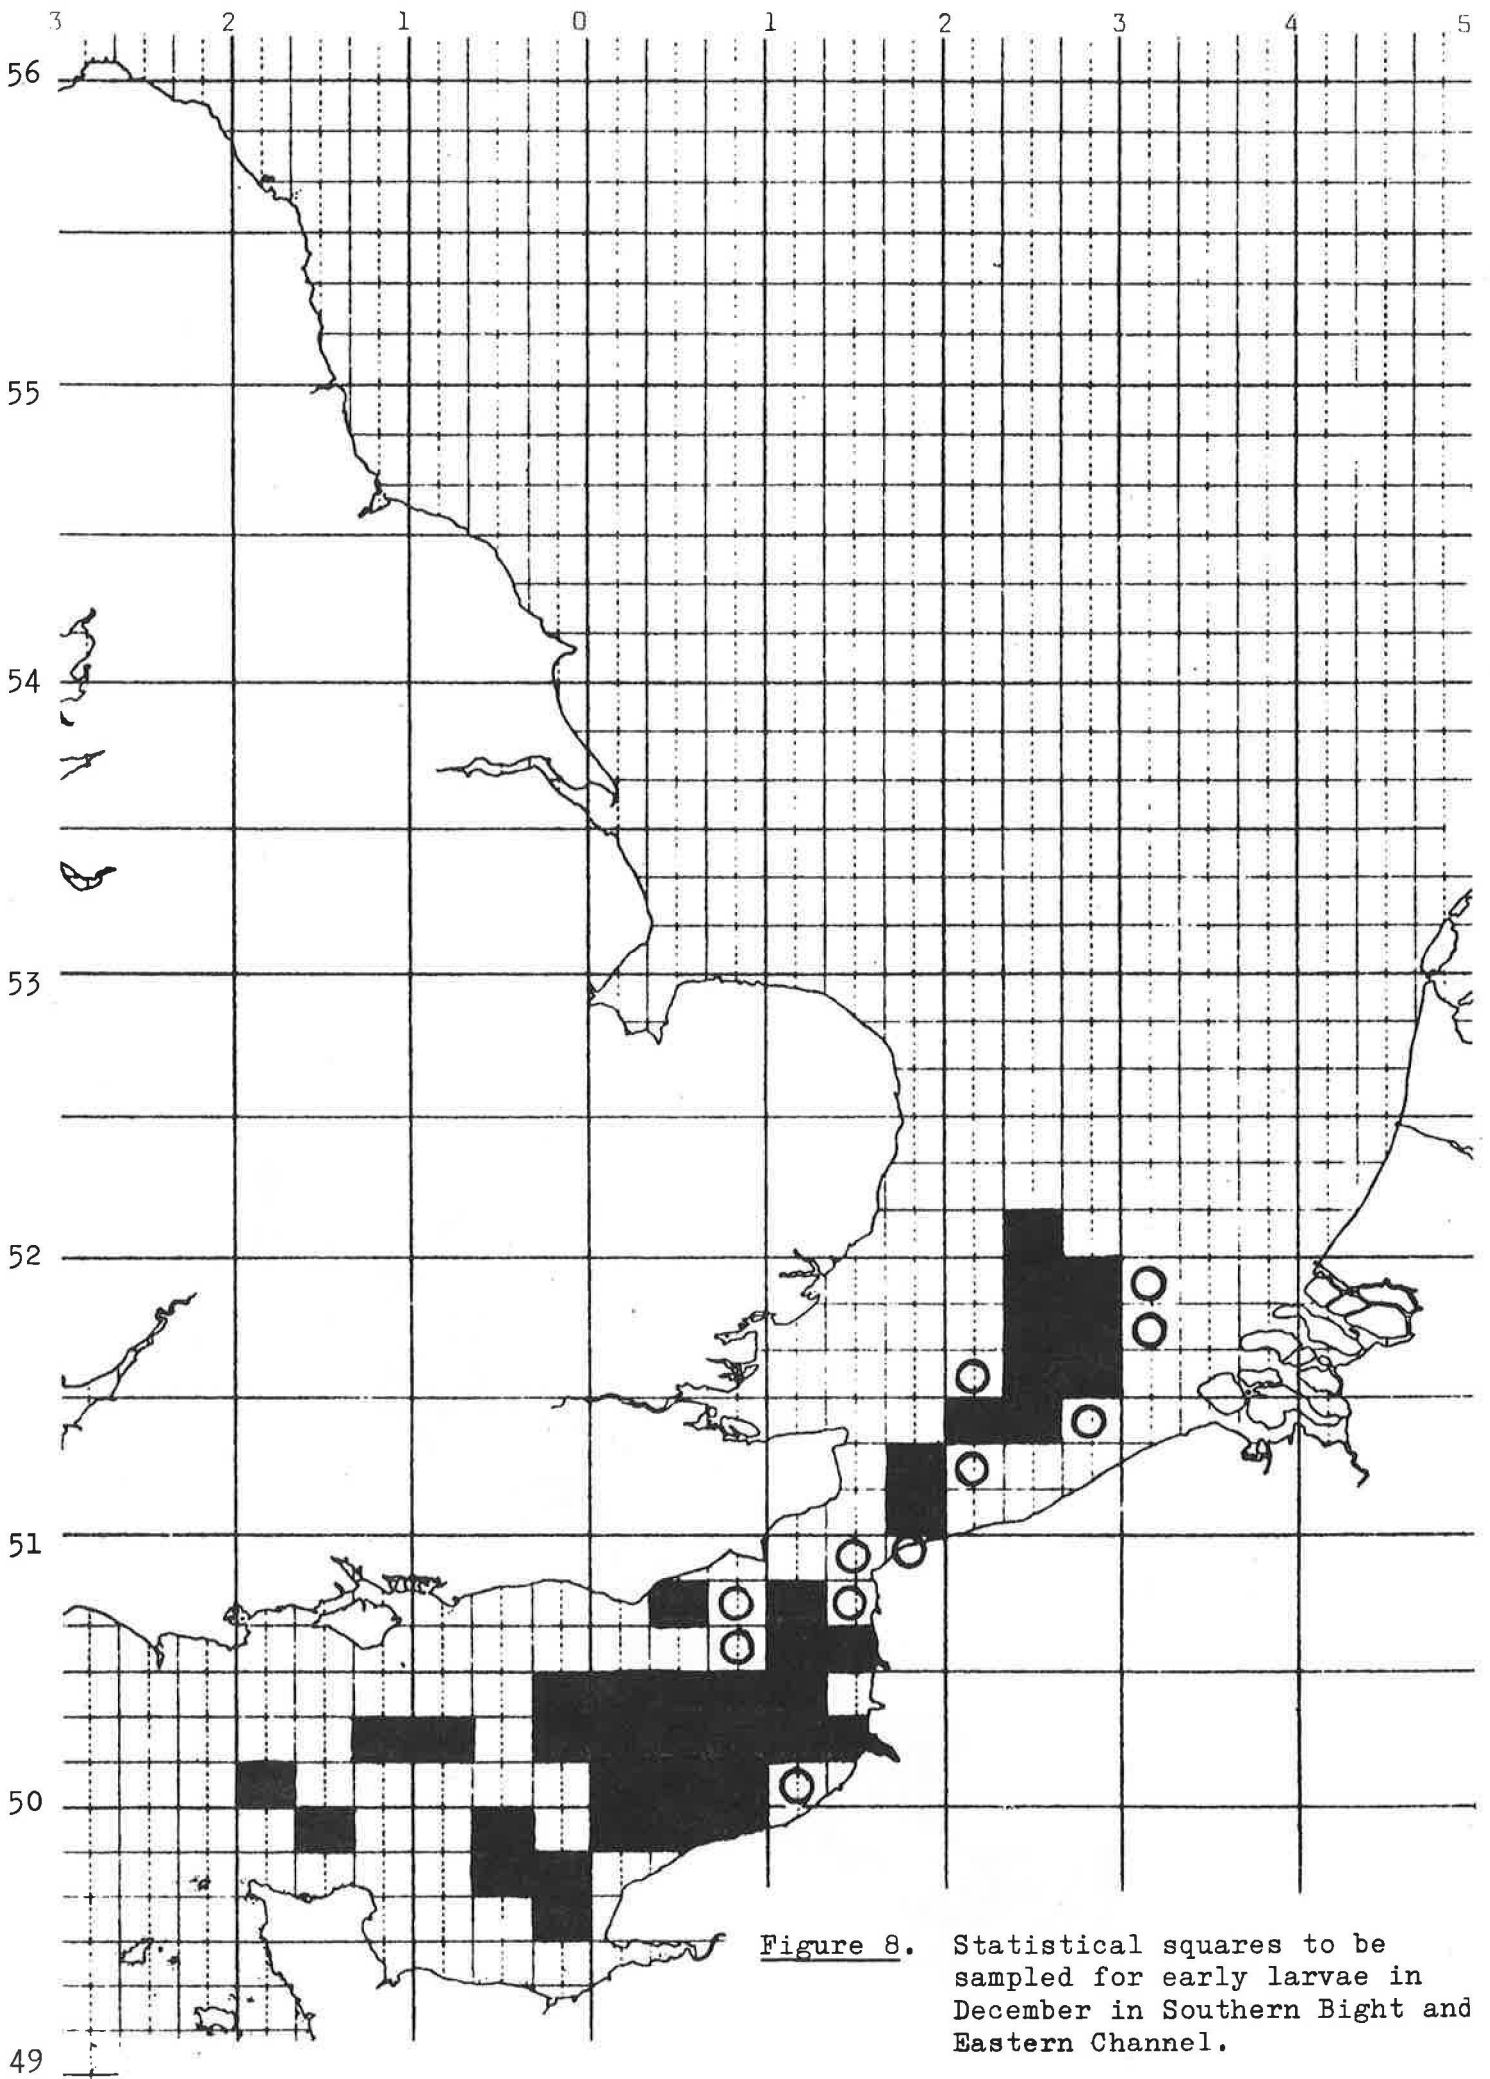 3 2 1 0 1 2 3 4 5
56
55
54
53
52
51
50
49
Figure 8. Statistical squares to be
sampled for early larvae in
December in Southern Bight and
Eastern Channel.